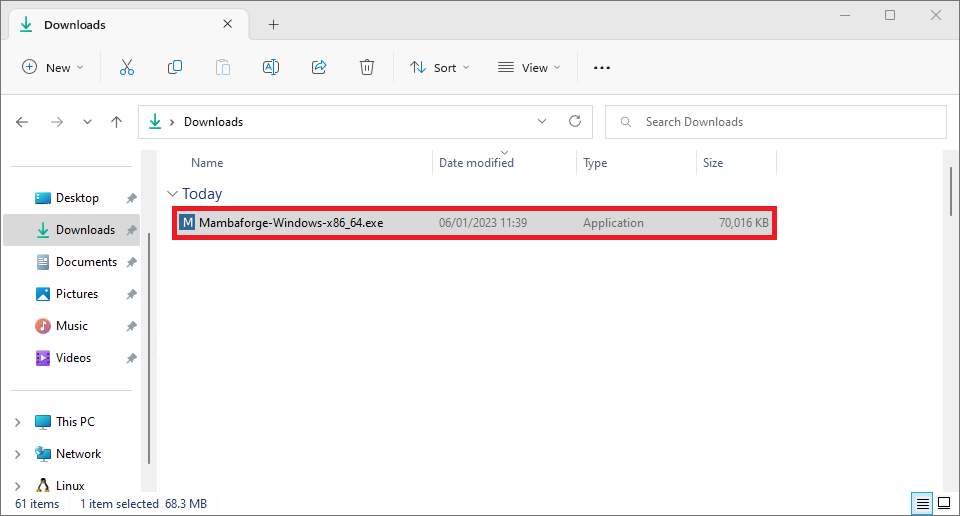 Downloads
New
Sort
View
Downloads
Search Downloads
Name Date modified Type Size
Today
M Mambaforge-Windows-x86_64.exe 06/01/2023 11:39 Application 70,016 KB
Desktop
Downloads
Documents
Pictures
Music
Videos
This PC
Network
Linux
61 items 1 item selected 68.3 MB